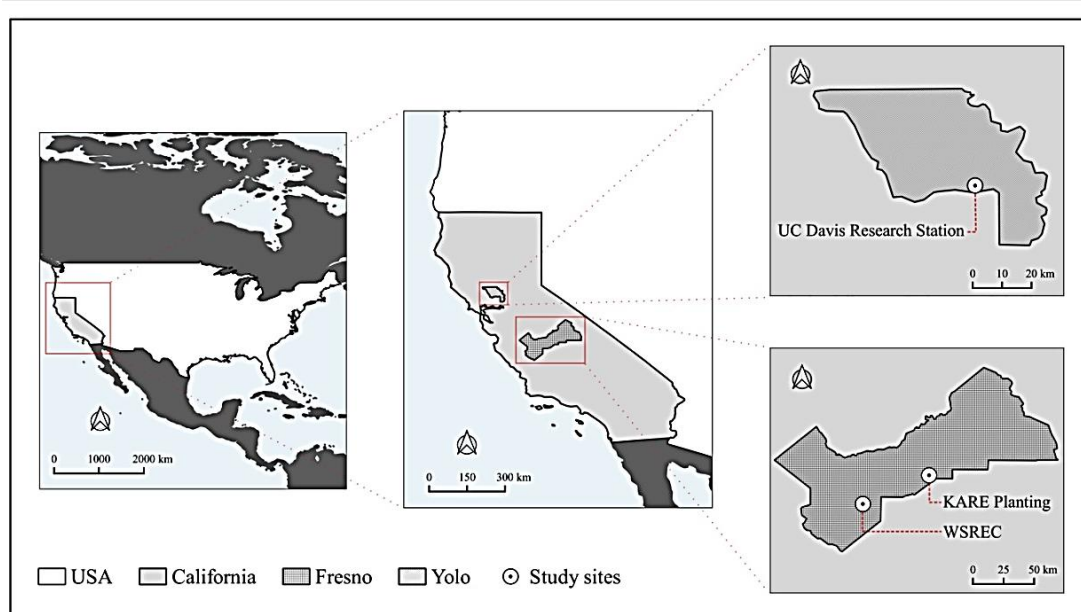 0 1000 2000 km
0 150 300 km
UC Davis Research Station
0 10 20 km
KARE Planting
WSREC
0 25 50 km
USA California Fresno Yolo Study sites